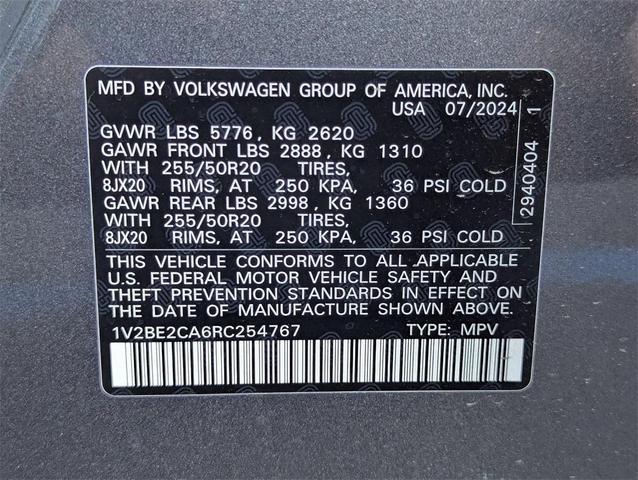 MFD BY VOLKSWAGEN GROUP OF AMERICA, INC.
USA 07/2024
GVWR LBS 5776, KG 2620
GAWR FRONT LBS 2888, KG 1310
WITH 255/50R20 TIRES,
8JX20 RIMS, AT 250 KPA, 36 PSI COLD
GAWR REAR LBS 2998, KG 1360
WITH 255/50R20 TIRES,
8JX20 RIMS, AT 250 KPA, 36 PSI COLD
2940404 1
THIS VEHICLE CONFORMS TO ALL APPLICABLE
U.S. FEDERAL MOTOR VEHICLE SAFETY AND
THEFT PREVENTION STANDARDS IN EFFECT ON
THE DATE OF MANUFACTURE SHOWN ABOVE.
1V2BE2CA6RC254767 TYPE: MPV